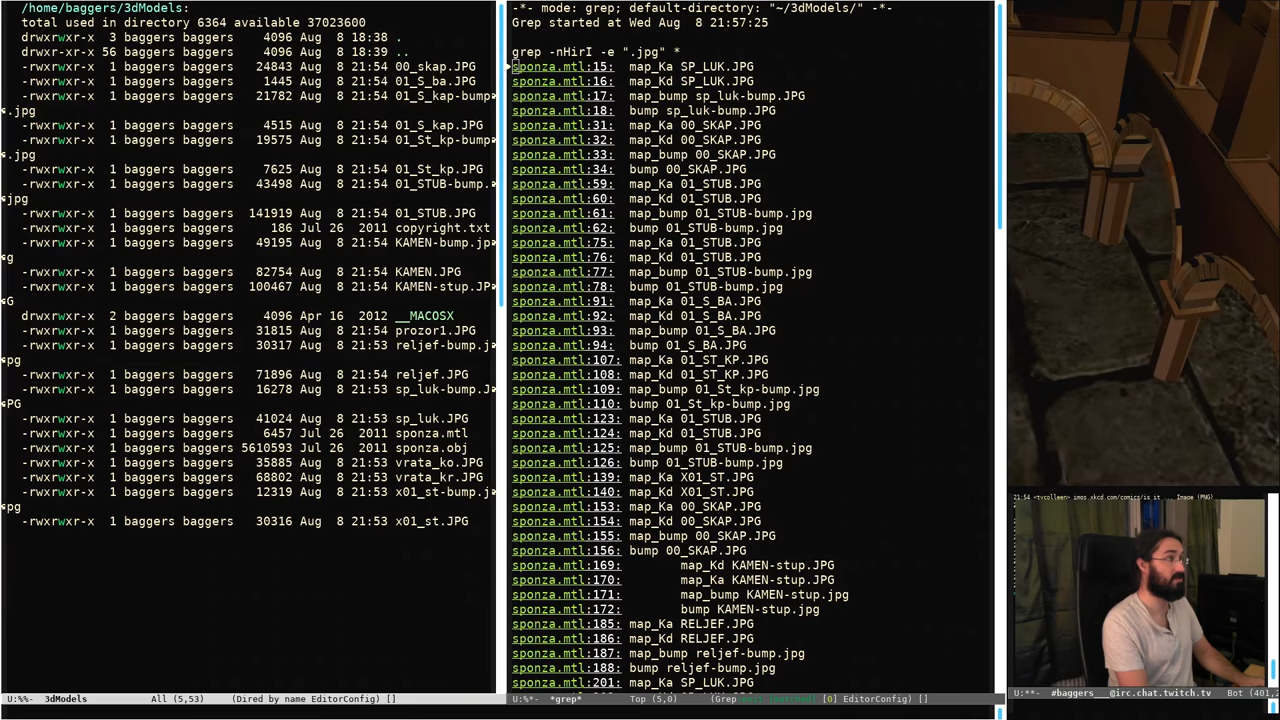 /home/baggers/3dModels:
total used in directory 6364 available 37023600
drwxrwxr-x 3 baggers baggers 4096 Aug 8 18:38 .
drwxr-xr-x 56 baggers baggers 4096 Aug 8 18:39 ..
-rwxrwxr-x 1 baggers baggers 24843 Aug 8 21:54 00_skap.JPG
-rwxrwxr-x 1 baggers baggers 1445 Aug 8 21:54 01_S_ba.JPG
-rwxrwxr-x 1 baggers baggers 21782 Aug 8 21:54 01_S_kap-bump
.jpg
-rwxrwxr-x 1 baggers baggers 4515 Aug 8 21:54 01_S_kap.JPG
-rwxrwxr-x 1 baggers baggers 19575 Aug 8 21:54 01_St_kp-bump
.jpg
-rwxrwxr-x 1 baggers baggers 7625 Aug 8 21:54 01_St_kp.JPG
-rwxrwxr-x 1 baggers baggers 43498 Aug 8 21:54 01_STUB-bump.
jpg
-rwxrwxr-x 1 baggers baggers 141919 Aug 8 21:54 01_STUB.JPG
-rwxrwxr-x 1 baggers baggers 186 Jul 26 2011 copyright.txt
-rwxrwxr-x 1 baggers baggers 49195 Aug 8 21:54 KAMEN-bump.jp
g
-rwxrwxr-x 1 baggers baggers 82754 Aug 8 21:54 KAMEN.JPG
-rwxrwxr-x 1 baggers baggers 100467 Aug 8 21:54 KAMEN-stup.JP
G
drwxrwxr-x 2 baggers baggers 4096 Apr 16 2012 __MACOSX
-rwxrwxr-x 1 baggers baggers 31815 Aug 8 21:54 prozor1.JPG
-rwxrwxr-x 1 baggers baggers 30317 Aug 8 21:53 reljef-bump.j
pg
-rwxrwxr-x 1 baggers baggers 71896 Aug 8 21:54 reljef.JPG
-rwxrwxr-x 1 baggers baggers 16278 Aug 8 21:53 sp_luk-bump.J
PG
-rwxrwxr-x 1 baggers baggers 41024 Aug 8 21:53 sp_luk.JPG
-rwxrwxr-x 1 baggers baggers 6457 Jul 26 2011 sponza.mtl
-rwxrwxr-x 1 baggers baggers 5610593 Jul 26 2011 sponza.obj
-rwxrwxr-x 1 baggers baggers 35885 Aug 8 21:53 vrata_ko.JPG
-rwxrwxr-x 1 baggers baggers 68802 Aug 8 21:53 vrata_kr.JPG
-rwxrwxr-x 1 baggers baggers 12319 Aug 8 21:53 x01_st-bump.j
pg
-rwxrwxr-x 1 baggers baggers 30316 Aug 8 21:53 x01_st.JPG
U:%%- 3dModels All (5,53) (Dired by name EditorConfig) []
-*- mode: grep; default-directory: "~/3dModels/" -*-
Grep started at Wed Aug 8 21:57:25
grep -nHirI -e ".jpg" *
sponza.mtl:15: map_Ka SP_LUK.JPG
sponza.mtl:16: map_Kd SP_LUK.JPG
sponza.mtl:17: map_bump sp_luk-bump.JPG
sponza.mtl:18: bump sp_luk-bump.JPG
sponza.mtl:31: map_Ka 00_SKAP.JPG
sponza.mtl:32: map_Kd 00_SKAP.JPG
sponza.mtl:33: map_bump 00_SKAP.JPG
sponza.mtl:34: bump 00_SKAP.JPG
sponza.mtl:59: map_Ka 01_STUB.JPG
sponza.mtl:60: map_Kd 01_STUB.JPG
sponza.mtl:61: map_bump 01_STUB-bump.jpg
sponza.mtl:62: bump 01_STUB-bump.jpg
sponza.mtl:75: map_Ka 01_STUB.JPG
sponza.mtl:76: map_Kd 01_STUB.JPG
sponza.mtl:77: map_bump 01_STUB-bump.jpg
sponza.mtl:78: bump 01_STUB-bump.jpg
sponza.mtl:91: map_Ka 01_S_BA.JPG
sponza.mtl:92: map_Kd 01_S_BA.JPG
sponza.mtl:93: map_bump 01_S_BA.JPG
sponza.mtl:94: bump 01_S_BA.JPG
sponza.mtl:107: map_Ka 01_ST_KP.JPG
sponza.mtl:108: map_Kd 01_ST_KP.JPG
sponza.mtl:109: map_bump 01_St_kp-bump.jpg
sponza.mtl:110: bump 01_St_kp-bump.jpg
sponza.mtl:123: map_Ka 01_STUB.JPG
sponza.mtl:124: map_Kd 01_STUB.JPG
sponza.mtl:125: map_bump 01_STUB-bump.jpg
sponza.mtl:126: bump 01_STUB-bump.jpg
sponza.mtl:139: map_Ka X01_ST.JPG
sponza.mtl:140: map_Kd X01_ST.JPG
sponza.mtl:153: map_Ka 00_SKAP.JPG
sponza.mtl:154: map_Kd 00_SKAP.JPG
sponza.mtl:155: map_bump 00_SKAP.JPG
sponza.mtl:156: bump 00_SKAP.JPG
sponza.mtl:169: map_Kd KAMEN-stup.JPG
sponza.mtl:170: map_Ka KAMEN-stup.JPG
sponza.mtl:171: map_bump KAMEN-stup.jpg
sponza.mtl:172: bump KAMEN-stup.jpg
sponza.mtl:185: map_Ka RELJEF.JPG
sponza.mtl:186: map_Kd RELJEF.JPG
sponza.mtl:187: map_bump reljef-bump.jpg
sponza.mtl:188: bump reljef-bump.jpg
sponza.mtl:201: map_Ka SP_LUK.JPG
U:%*- *grep* Top (5,0) (Grep [0] EditorConfig) []
21:54 <tvcolleen> imgs.xkcd.com/comics/is_it ... Image (PNG)
U:**- #baggers___@irc.chat.twitch.tv Bot (401,2